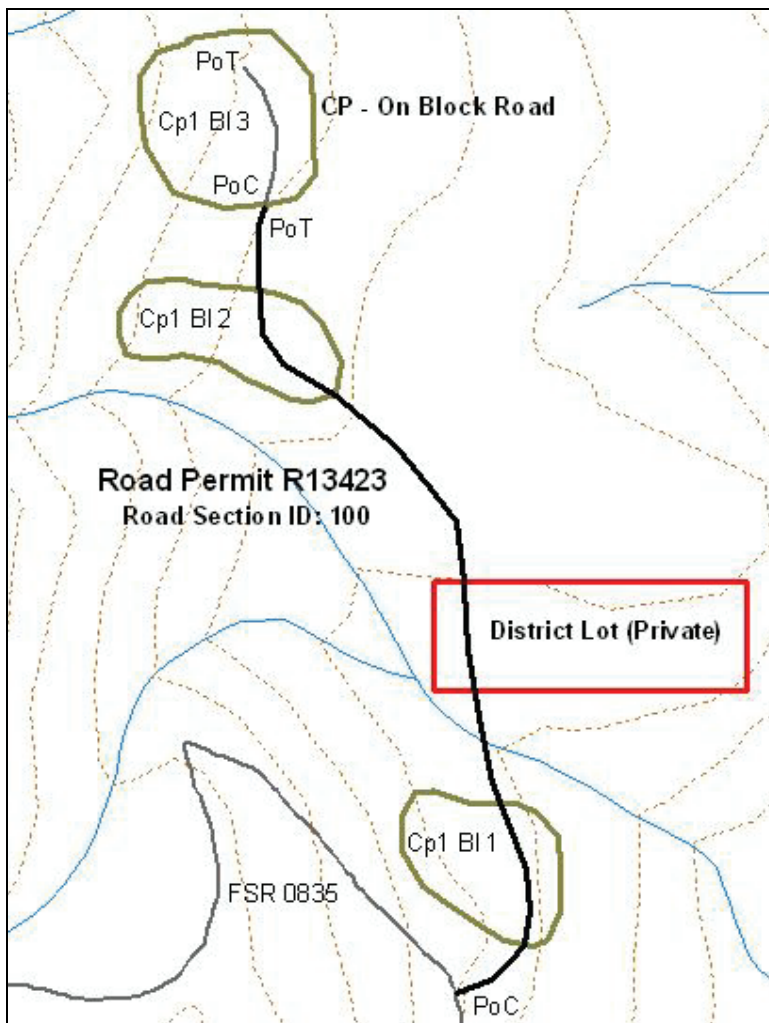 PoT
CP - On Block Road
Cp1 Bl 3
PoC
PoT
Cp1 Bl 2
Road Permit R13423
Road Section ID: 100
District Lot (Private)
Cp1 Bl 1
FSR 0835
PoC